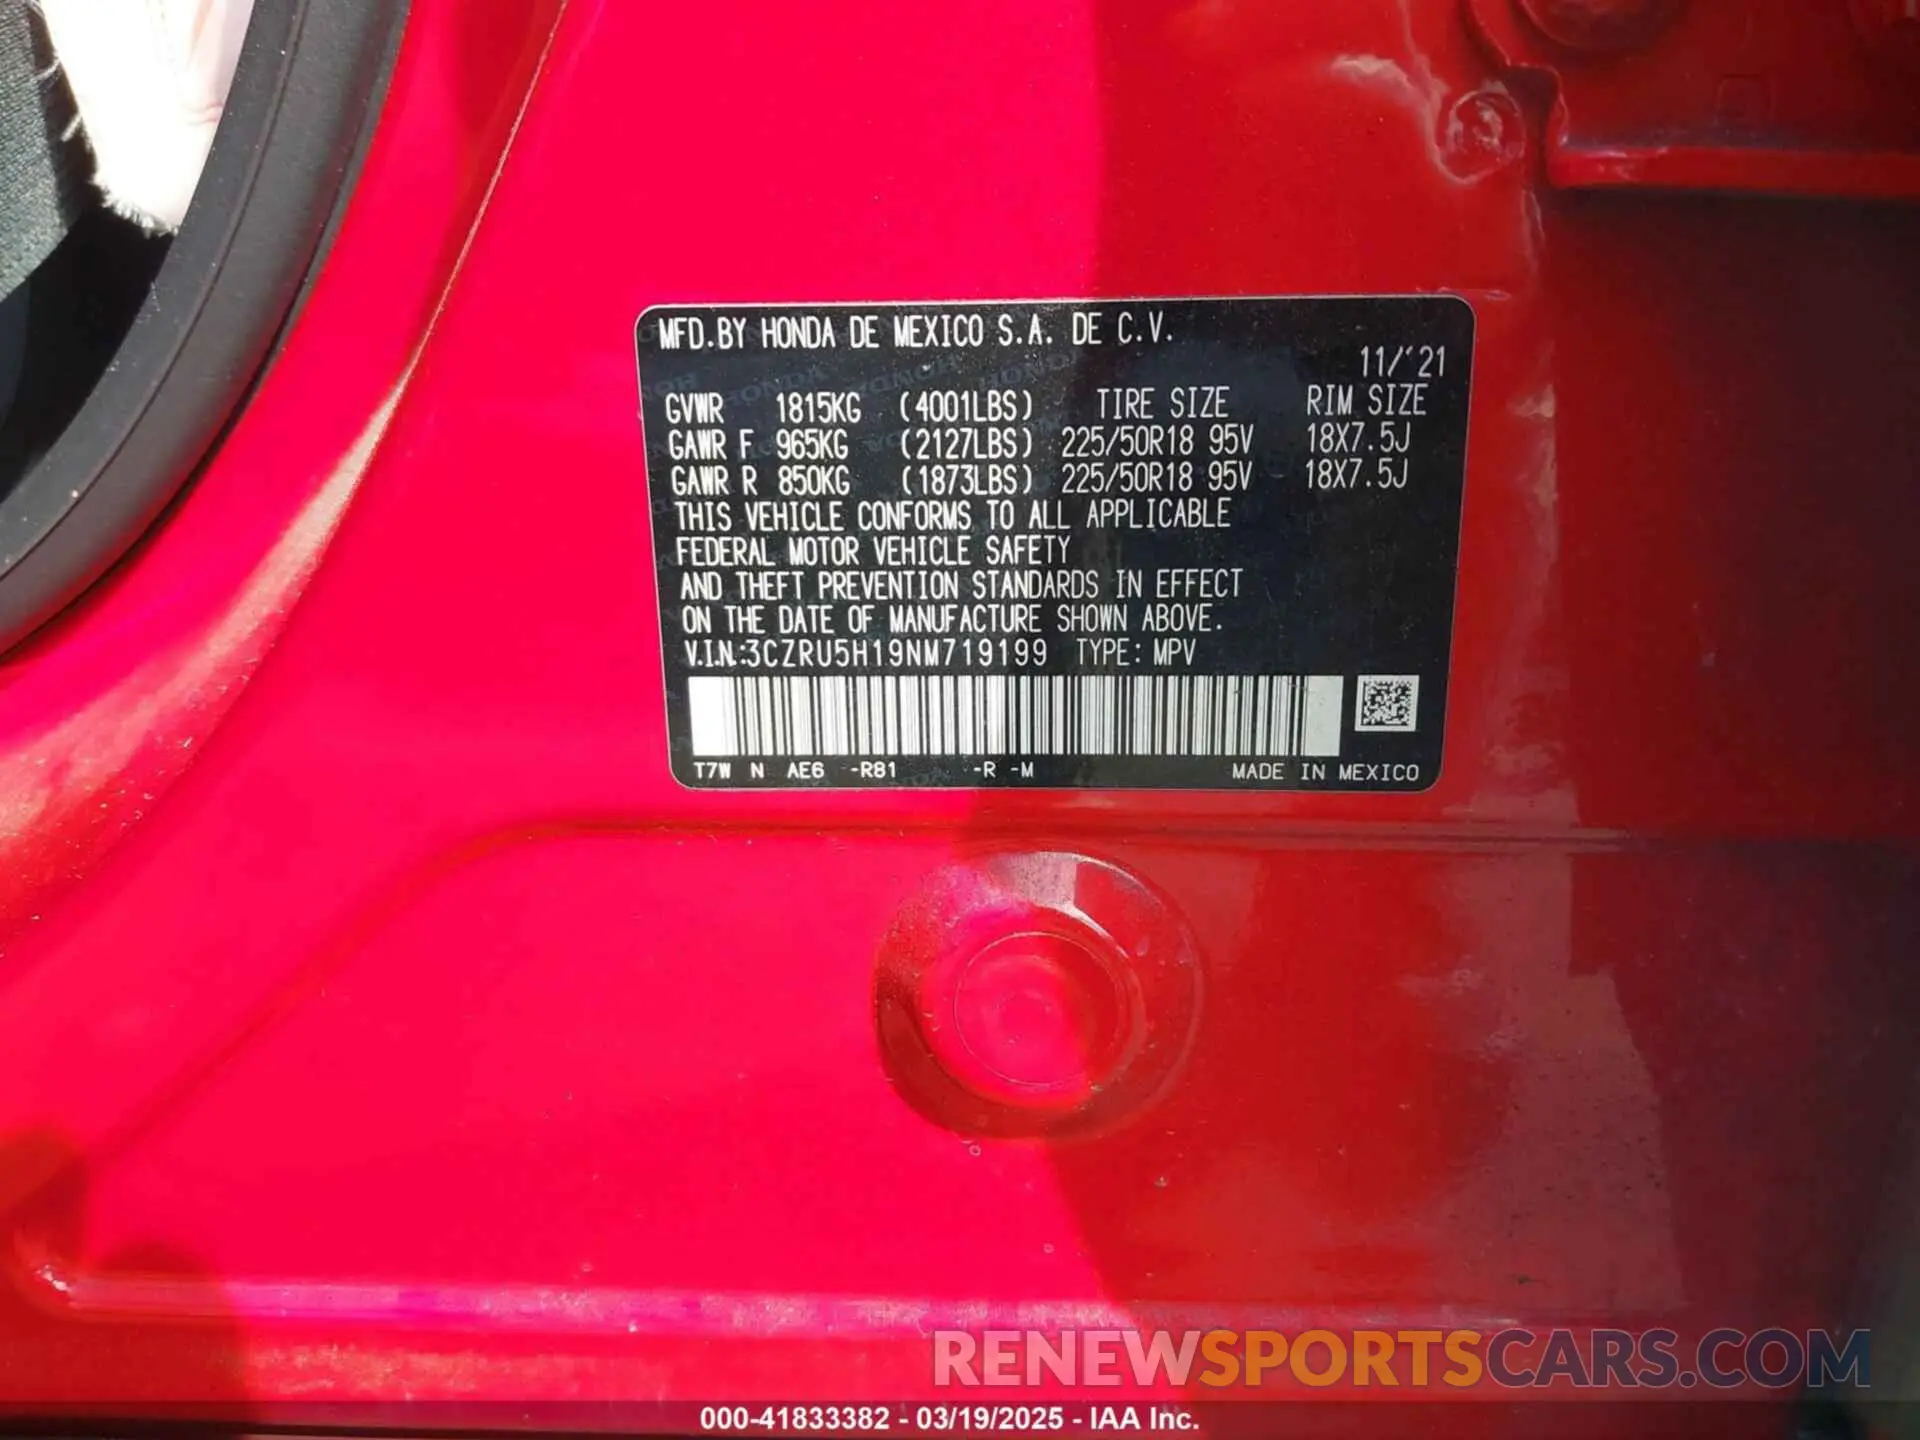 MFD.BY HONDA DE MEXICO S.A. DE C.V.
11/'21
GVWR 1815KG (4001LBS) TIRE SIZE RIM SIZE
GAWR F 965KG (2127LBS) 225/50R18 95V 18X7.5J
GAWR R 850KG (1873LBS) 225/50R18 95V 18X7.5J
THIS VEHICLE CONFORMS TO ALL APPLICABLE
FEDERAL MOTOR VEHICLE SAFETY
AND THEFT PREVENTION STANDARDS IN EFFECT
ON THE DATE OF MANUFACTURE SHOWN ABOVE.
V.I.N.:3CZRU5H19NM719199 TYPE: MPV
T7W N AE6 -R81 -R -M MADE IN MEXICO
RENEWSPORTSCARS.COM
000-41833382 - 03/19/2025 - IAA Inc.